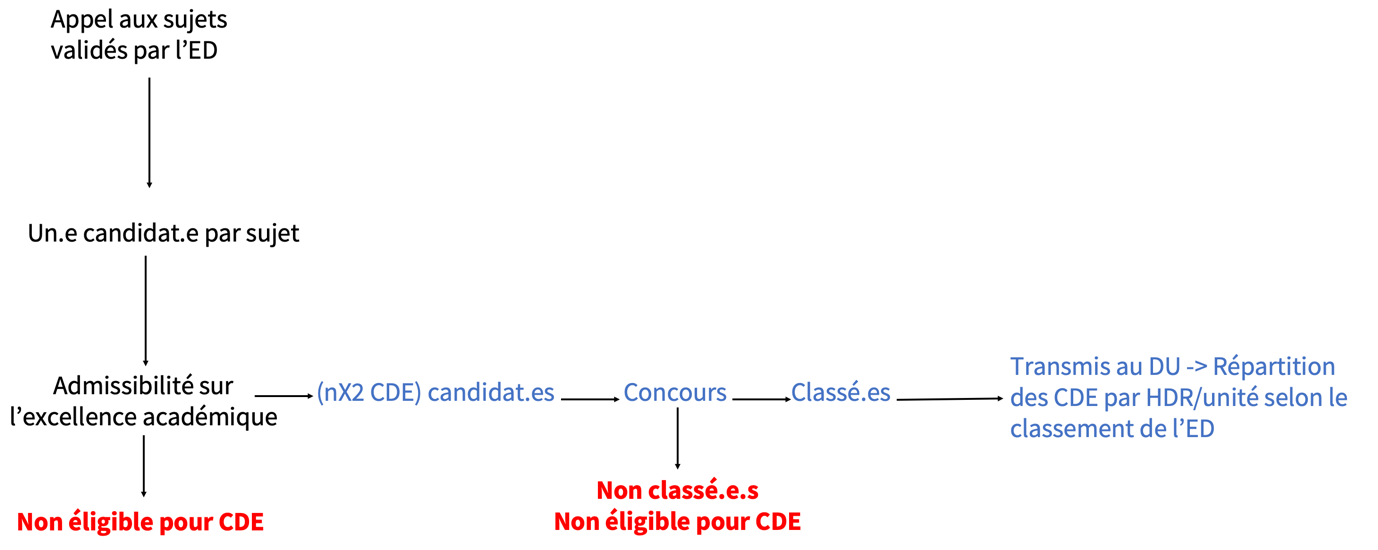 Appel aux sujets
validés par l’ED
Un.e candidat.e par sujet
Admissibilité sur
l’excellence académique
(nX2 CDE) candidat.es
Concours
Classé.es
Transmis au DU -> Répartition
des CDE par HDR/unité selon le
classement de l’ED
Non éligible pour CDE
Non classé.e.s
Non éligible pour CDE